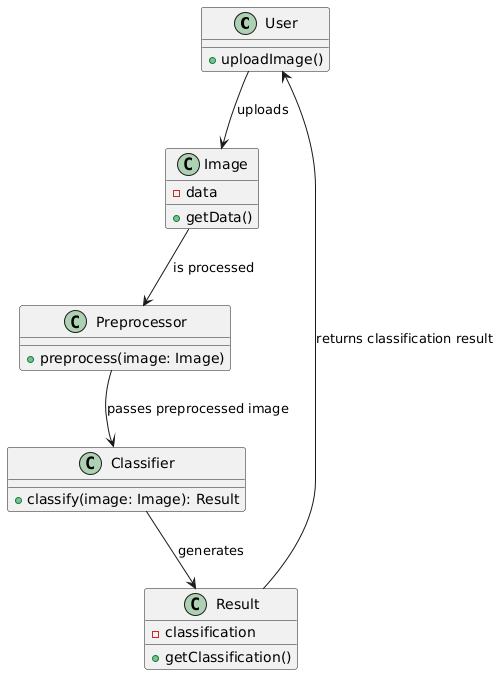 C User
+ uploadImage()
uploads
C Image
data
+ getData()
is processed
C Preprocessor
+ preprocess(image: Image)
returns classification result
passes preprocessed image
C Classifier
+ classify(image: Image): Result
generates
C Result
classification
+ getClassification()